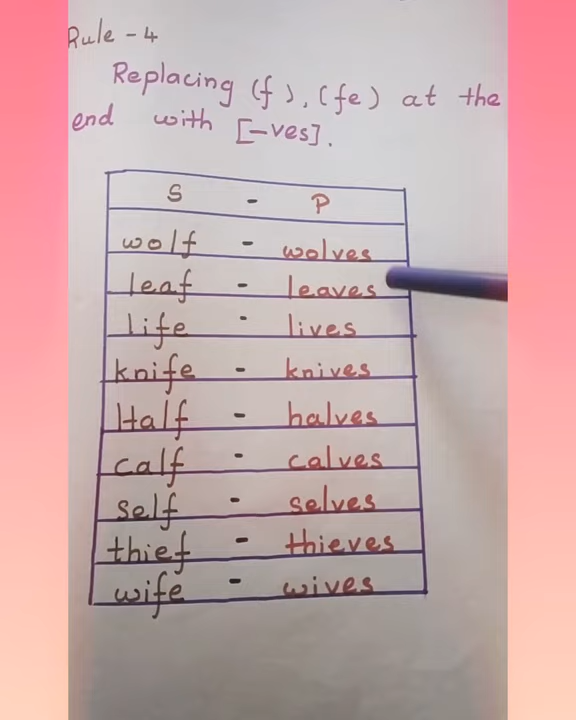 Rule - 4
Replacing (f), (fe) at the
end with [-ves].
S - P
wolf - wolves
leaf - leaves
life - lives
knife - knives
Half - halves
calf - calves
self - selves
thief - thieves
wife - wives